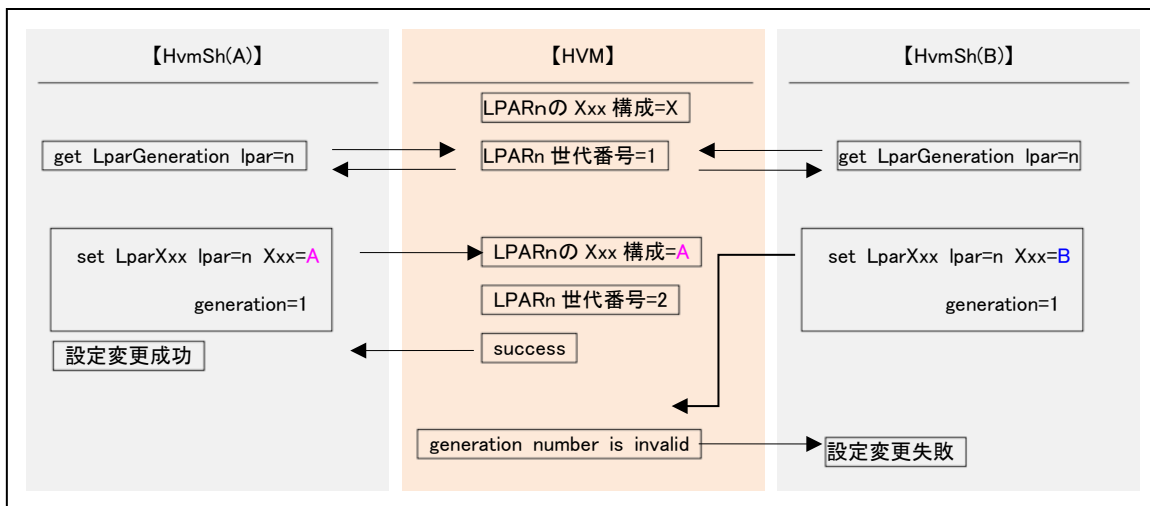 【HvmSh(A)】
【HVM】
【HvmSh(B)】
LPARnの Xxx 構成=X
get LparGeneration lpar=n
LPARn 世代番号=1
get LparGeneration lpar=n
set LparXxx lpar=n Xxx=A
generation=1
LPARnの Xxx 構成=A
set LparXxx lpar=n Xxx=B
generation=1
LPARn 世代番号=2
設定変更成功
success
generation number is invalid
設定変更失敗